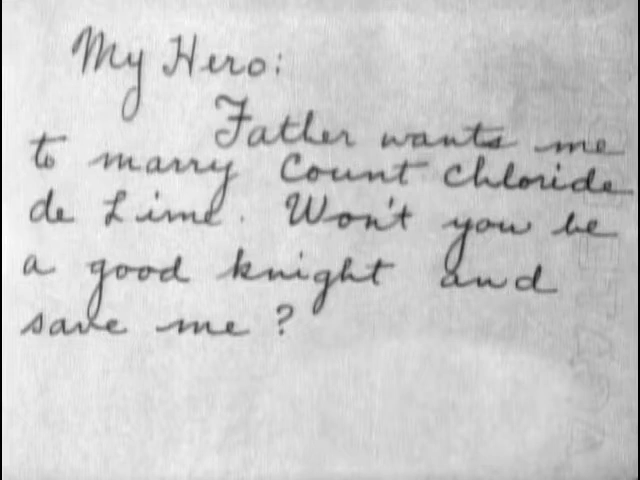 My Hero:
Father wants me
to marry Count Chloride
de Lime. Won't you be
a good knight and
save me?